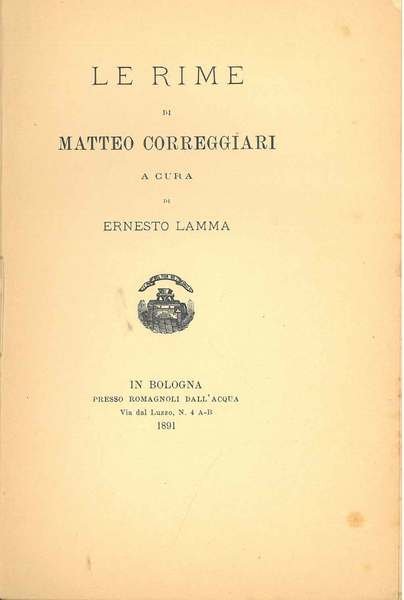 LE RIME
DI
MATTEO CORREGGIARI
A CURA
DI
ERNESTO LAMMA
IN BOLOGNA
PRESSO ROMAGNOLI DALL'ACQUA
Via dal Luzzo, N. 4 A-B
1891